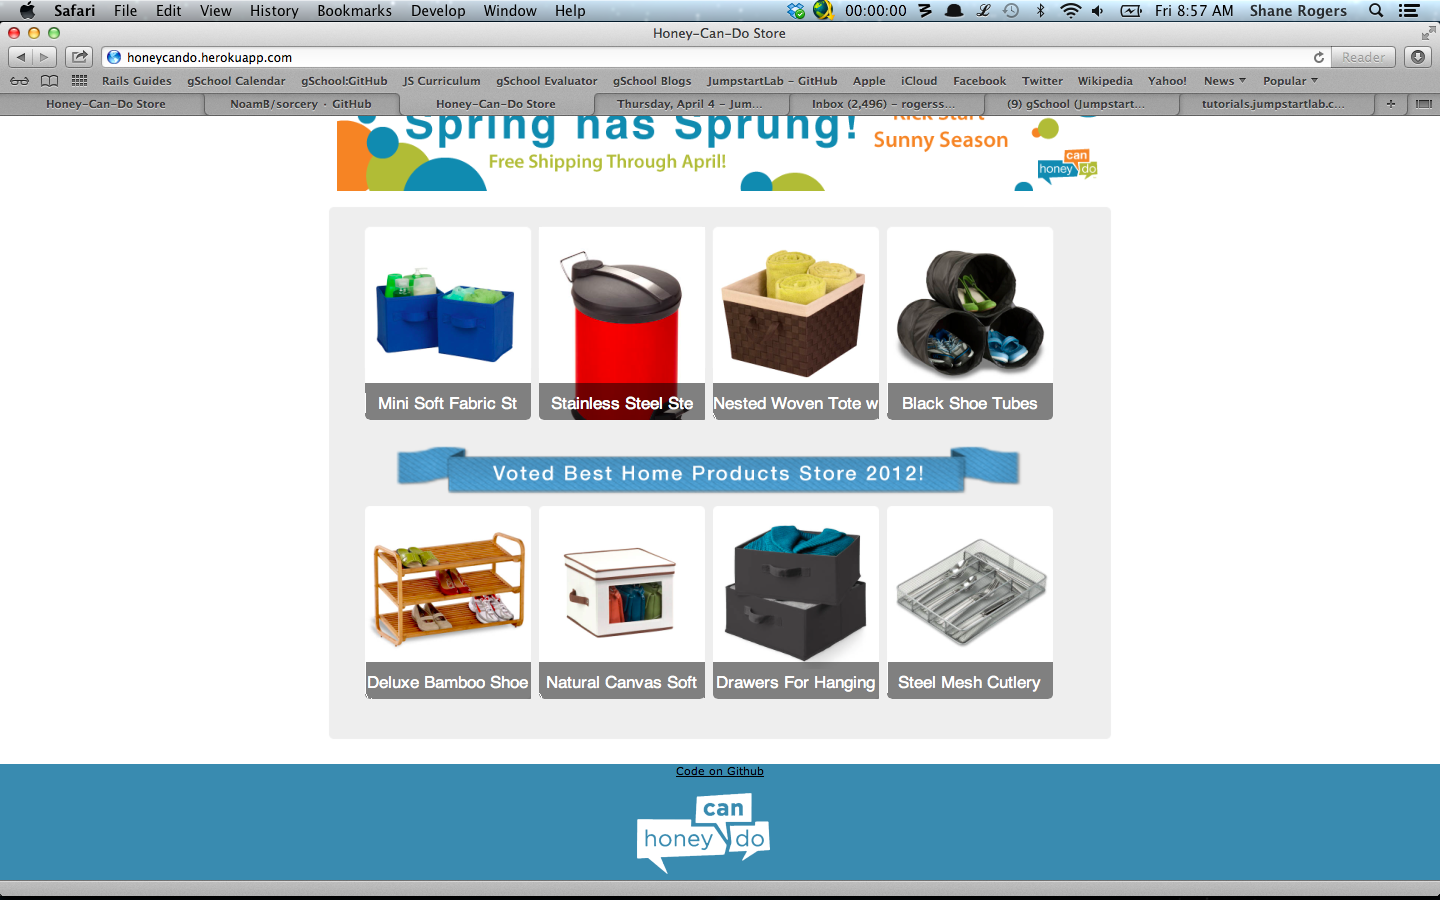 Safari File Edit View History Bookmarks Develop Window Help 00:00:00 Fri 8:57 AM Shane Rogers
Honey-Can-Do Store
honeycando.herokuapp.com Reader
Rails Guides gSchool Calendar gSchool:GitHub JS Curriculum gSchool Evaluator gSchool Blogs JumpstartLab - GitHub Apple iCloud Facebook Twitter Wikipedia Yahoo! News Popular
Honey-Can-Do Store NoamB/sorcery · GitHub Honey-Can-Do Store Thursday, April 4 - Jum... Inbox (2,496) - rogerss... (9) gSchool (Jumpstart... tutorials.jumpstartlab.c...
Spring has Sprung! Kick Start
Sunny Season
Free Shipping Through April!
can
honey do
Mini Soft Fabric St Stainless Steel Ste Nested Woven Tote w Black Shoe Tubes
Voted Best Home Products Store 2012!
Deluxe Bamboo Shoe Natural Canvas Soft Drawers For Hanging Steel Mesh Cutlery
Code on Github
can
honey do